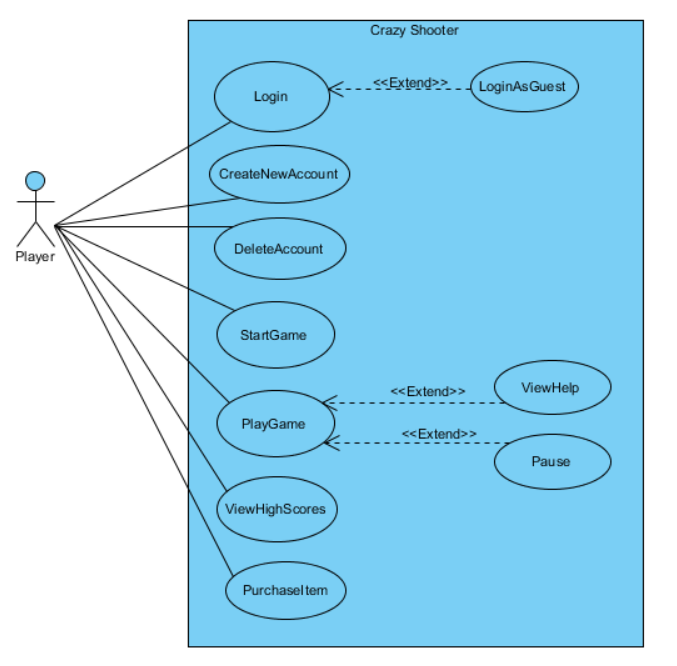 Crazy Shooter
Login
<<Extend>>
LoginAsGuest
CreateNewAccount
DeleteAccount
Player
StartGame
PlayGame
<<Extend>>
ViewHelp
<<Extend>>
Pause
ViewHighScores
PurchaseItem